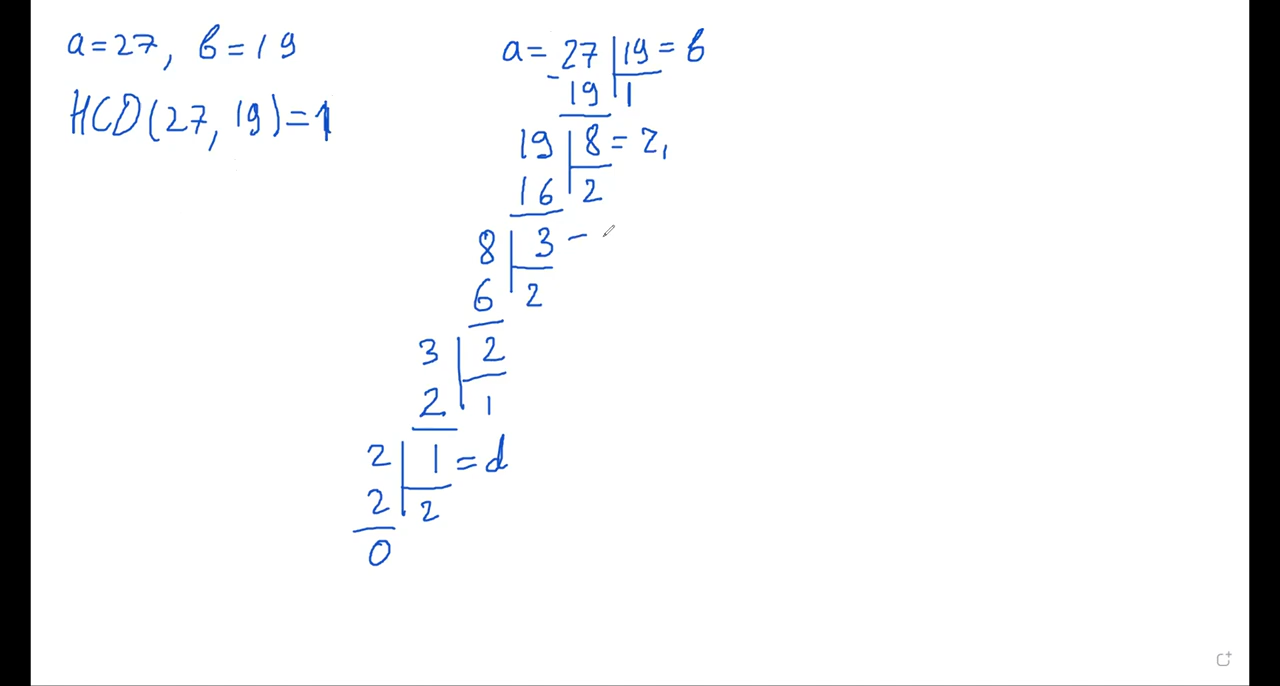 a = 27, b = 19
НСD(27, 19) = 1
a = 27 | 19 = b
- 19 | 1
19 | 8 = r₁
16 | 2
8 | 3 -
6 | 2
3 | 2
2 | 1
2 | 1 = d
2 | 2
0